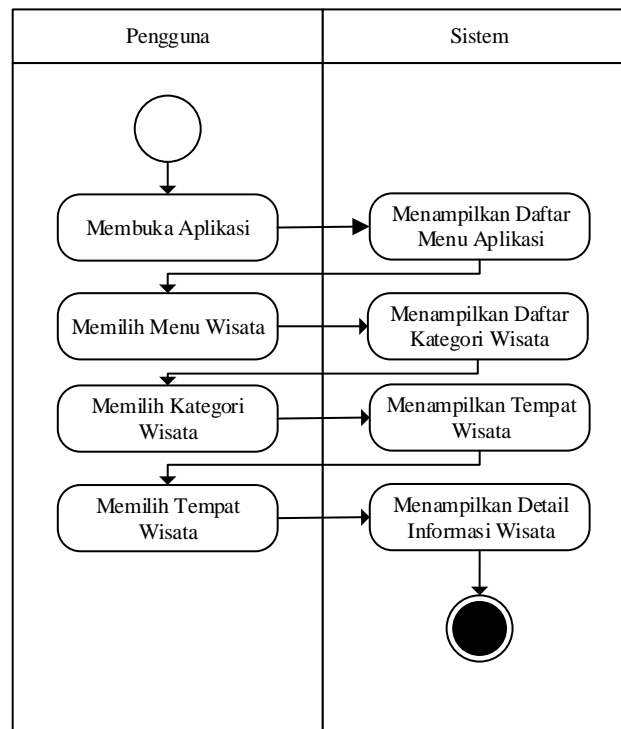 Pengguna
Sistem
Membuka Aplikasi
Menampilkan Daftar
Menu Aplikasi
Memilih Menu Wisata
Menampilkan Daftar
Kategori Wisata
Memilih Kategori
Wisata
Menampilkan Tempat
Wisata
Memilih Tempat
Wisata
Menampilkan Detail
Informasi Wisata